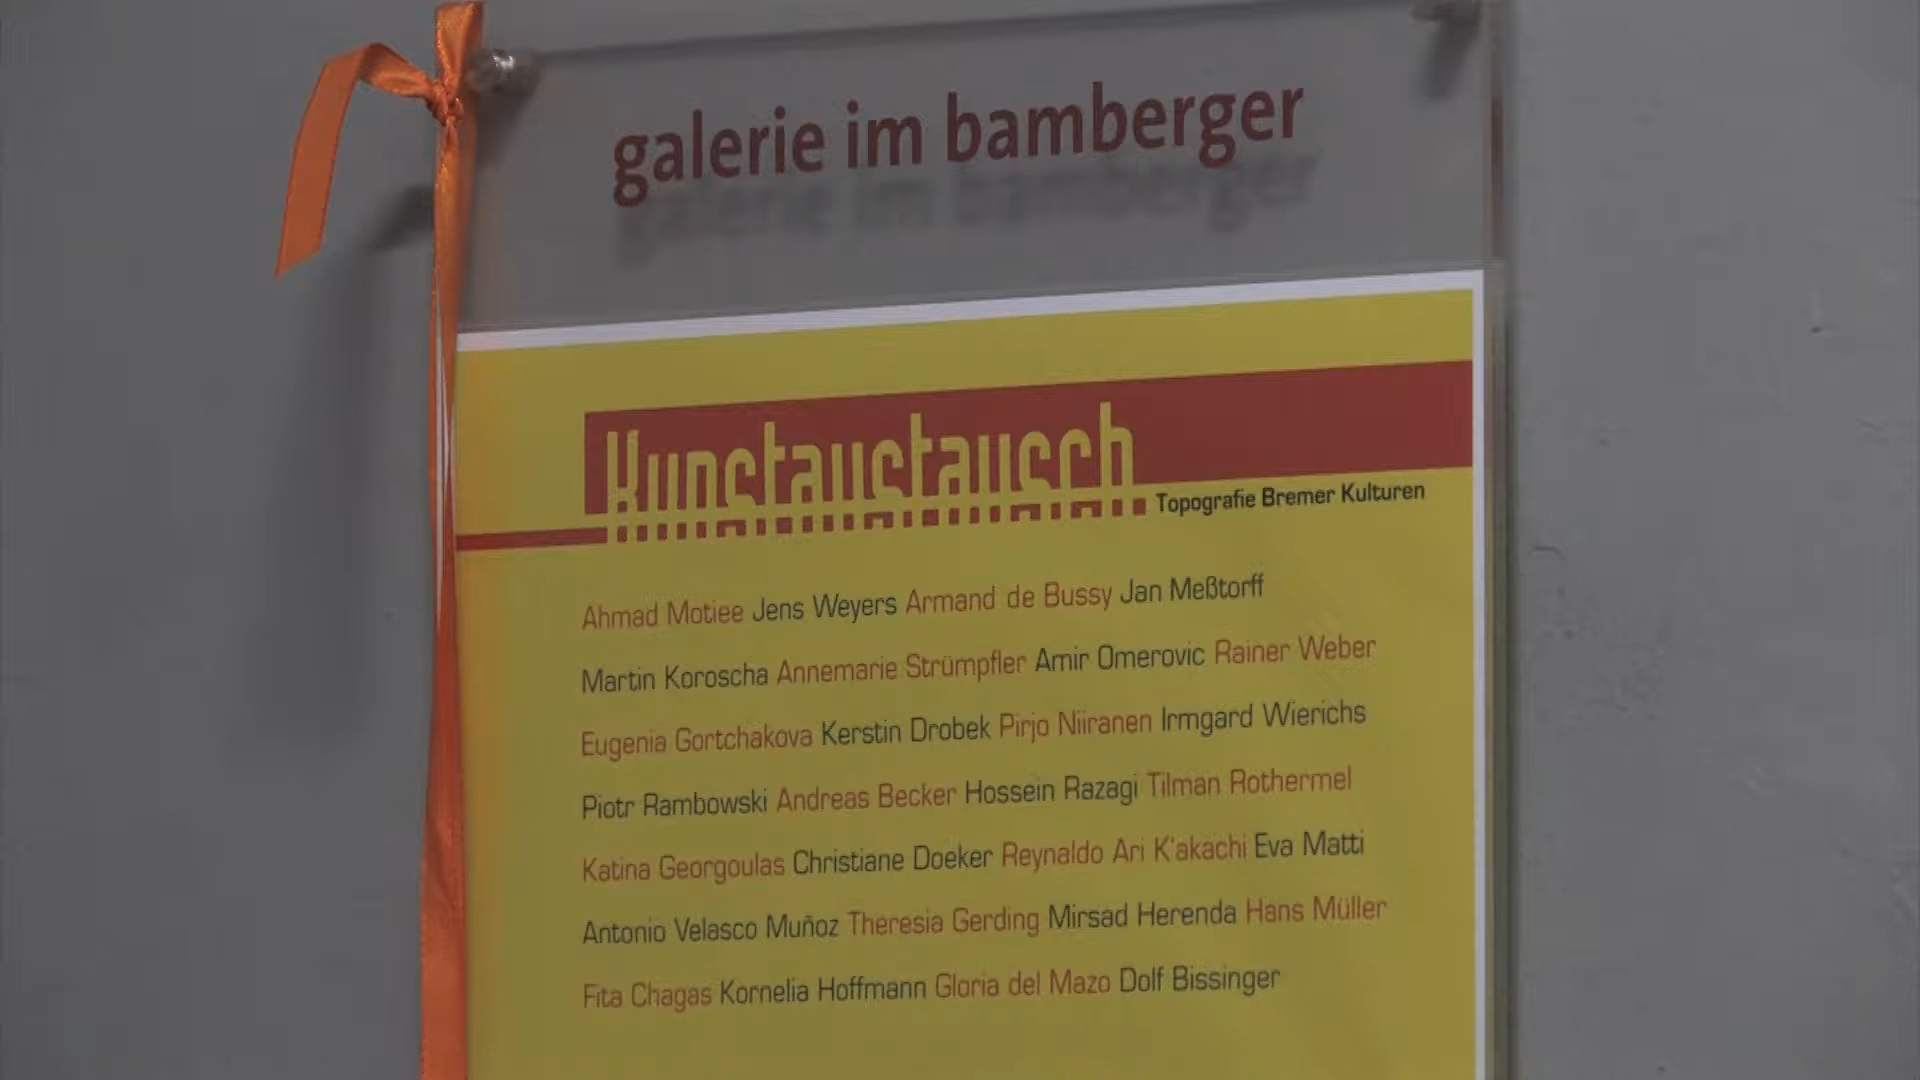 galerie im bamberger
Kunstaustausch
Topografie Bremer Kulturen
Ahmad Motiee Jens Weyers Armand de Bussy Jan Meßtorff
Martin Koroscha Annemarie Strümpfler Amir Omerovic Rainer Weber
Eugenia Gortchakova Kerstin Drobek Pirjo Niiranen Irmgard Wierichs
Piotr Rambowski Andreas Becker Hossein Razagi Tilman Rothermel
Katina Georgoulas Christiane Doeker Reynaldo Ari K'akachi Eva Matti
Antonio Velasco Muñoz Theresia Gerding Mirsad Herenda Hans Müller
Fita Chagas Kornelia Hoffmann Gloria del Mazo Dolf Bissinger